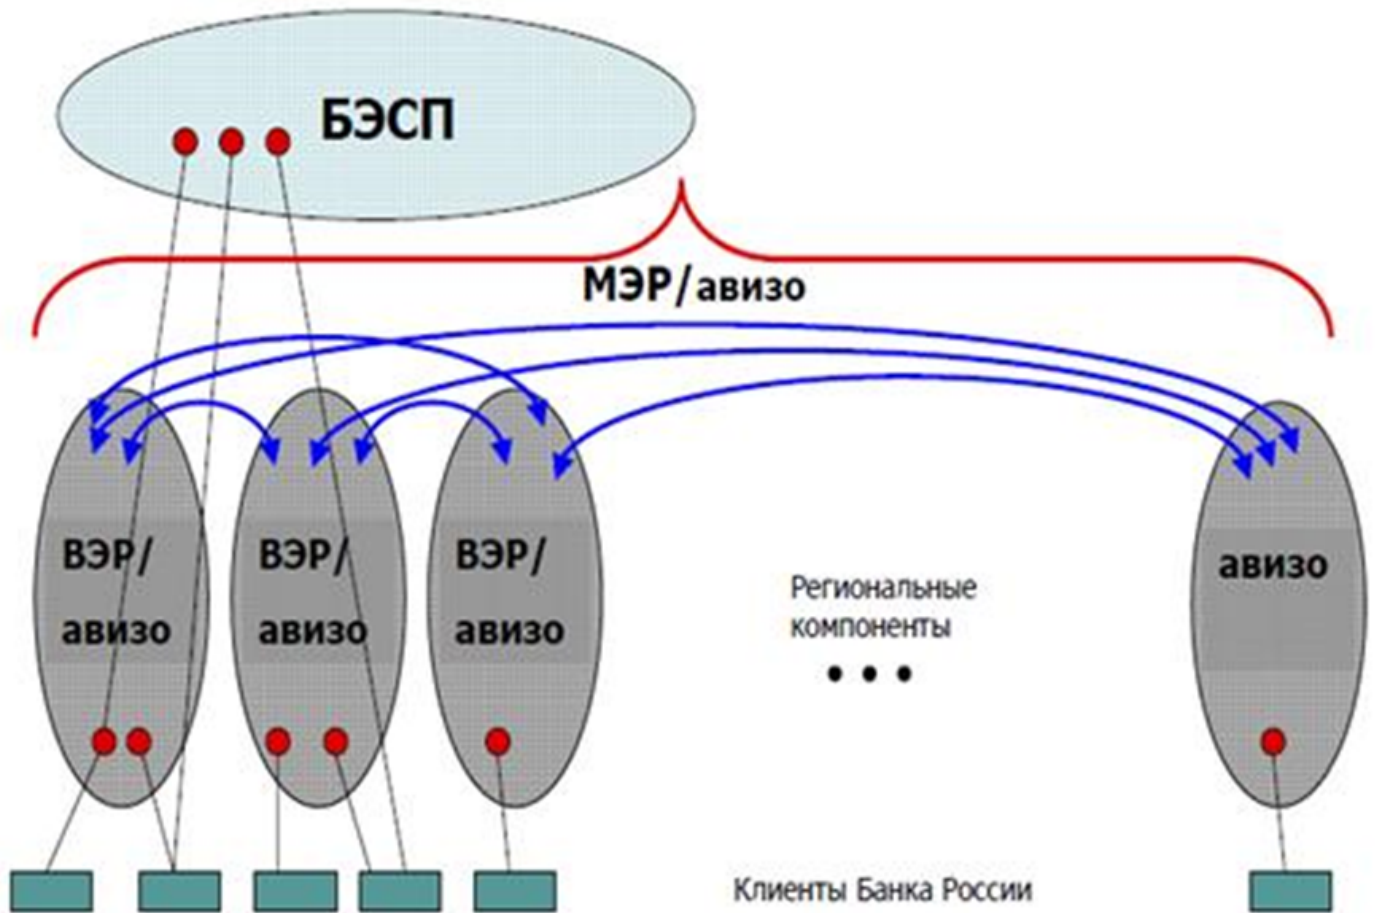 БЭСП
МЭР/авизо
ВЭР/
авизо
ВЭР/
авизо
ВЭР/
авизо
авизо
Региональные
компоненты
• • •
Клиенты Банка России